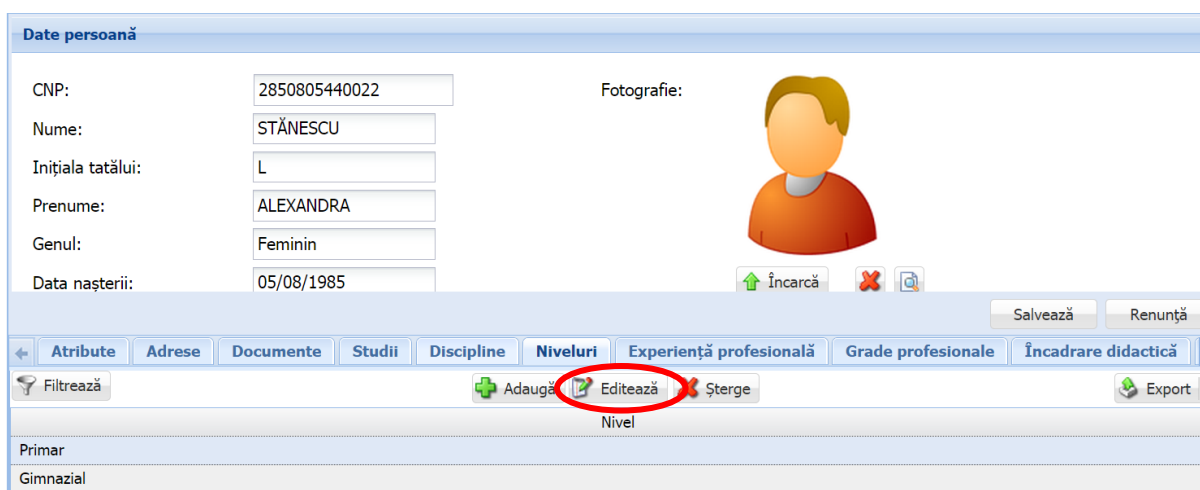 Date persoană
CNP: 2850805440022 Fotografie:
Nume: STĂNESCU
Inițiala tatălui: L
Prenume: ALEXANDRA
Genul: Feminin
Data nașterii: 05/08/1985 Încarcă
Salvează Renunță
Atribute Adrese Documente Studii Discipline Niveluri Experiență profesională Grade profesionale Încadrare didactică
Filtrează Adaugă Editează Șterge Export
Nivel
Primar
Gimnazial